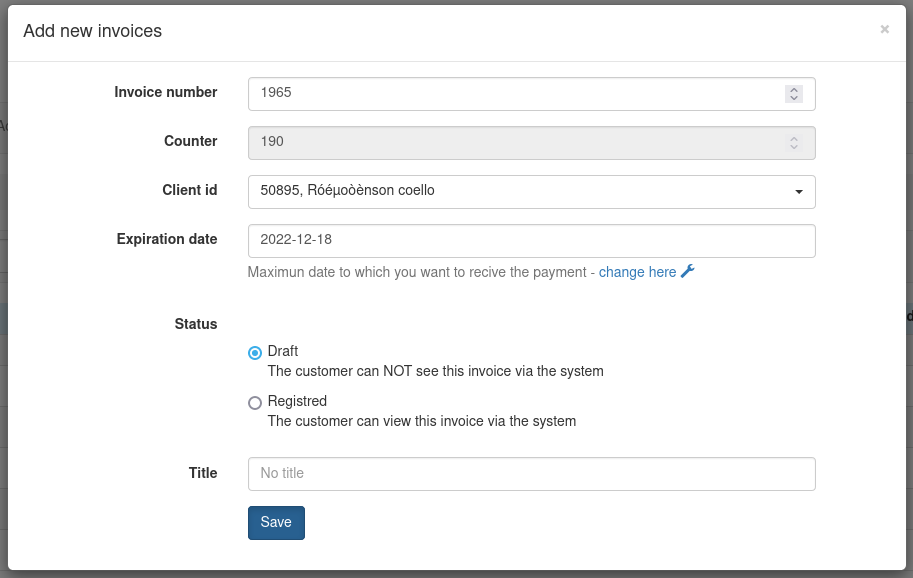 Add new invoices ×
Invoice number 1965
Counter 190
Client id 50895, Róéµoòènson coello
Expiration date 2022-12-18
Maximun date to which you want to recive the payment - change here
Status
Draft
The customer can NOT see this invoice via the system
Registred
The customer can view this invoice via the system
Title No title
Save